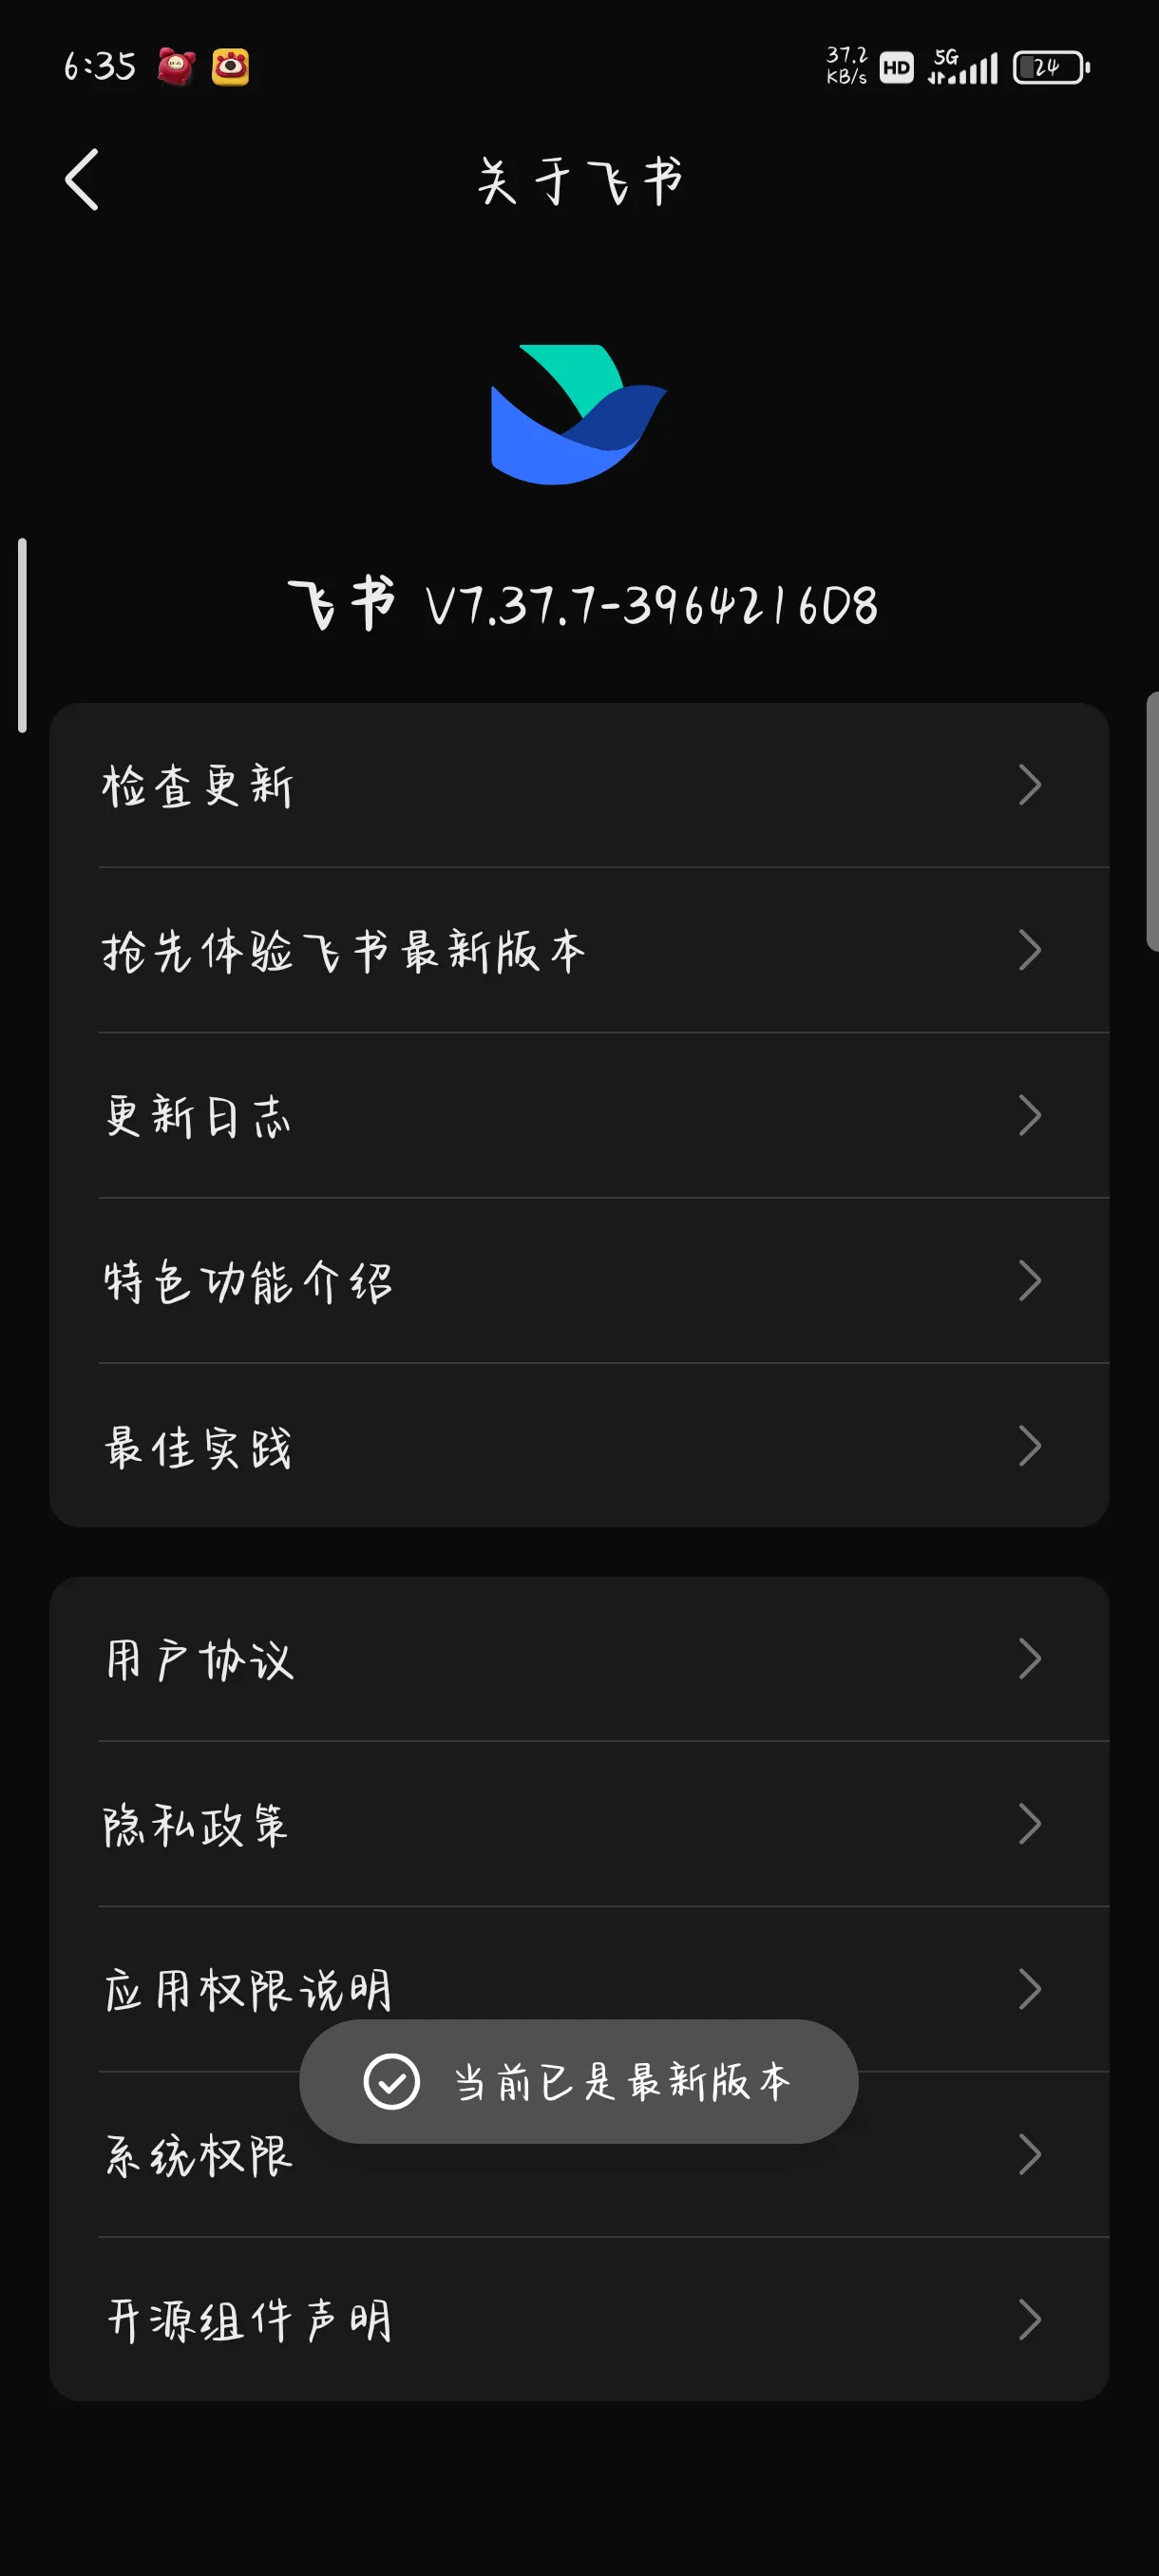 6:35
37.2
KB/s
HD
5G
24
关于飞书
飞书 V7.37.7-396421608
检查更新
抢先体验飞书最新版本
更新日志
特色功能介绍
最佳实践
用户协议
隐私政策
应用权限说明
当前已是最新版本
系统权限
开源组件声明